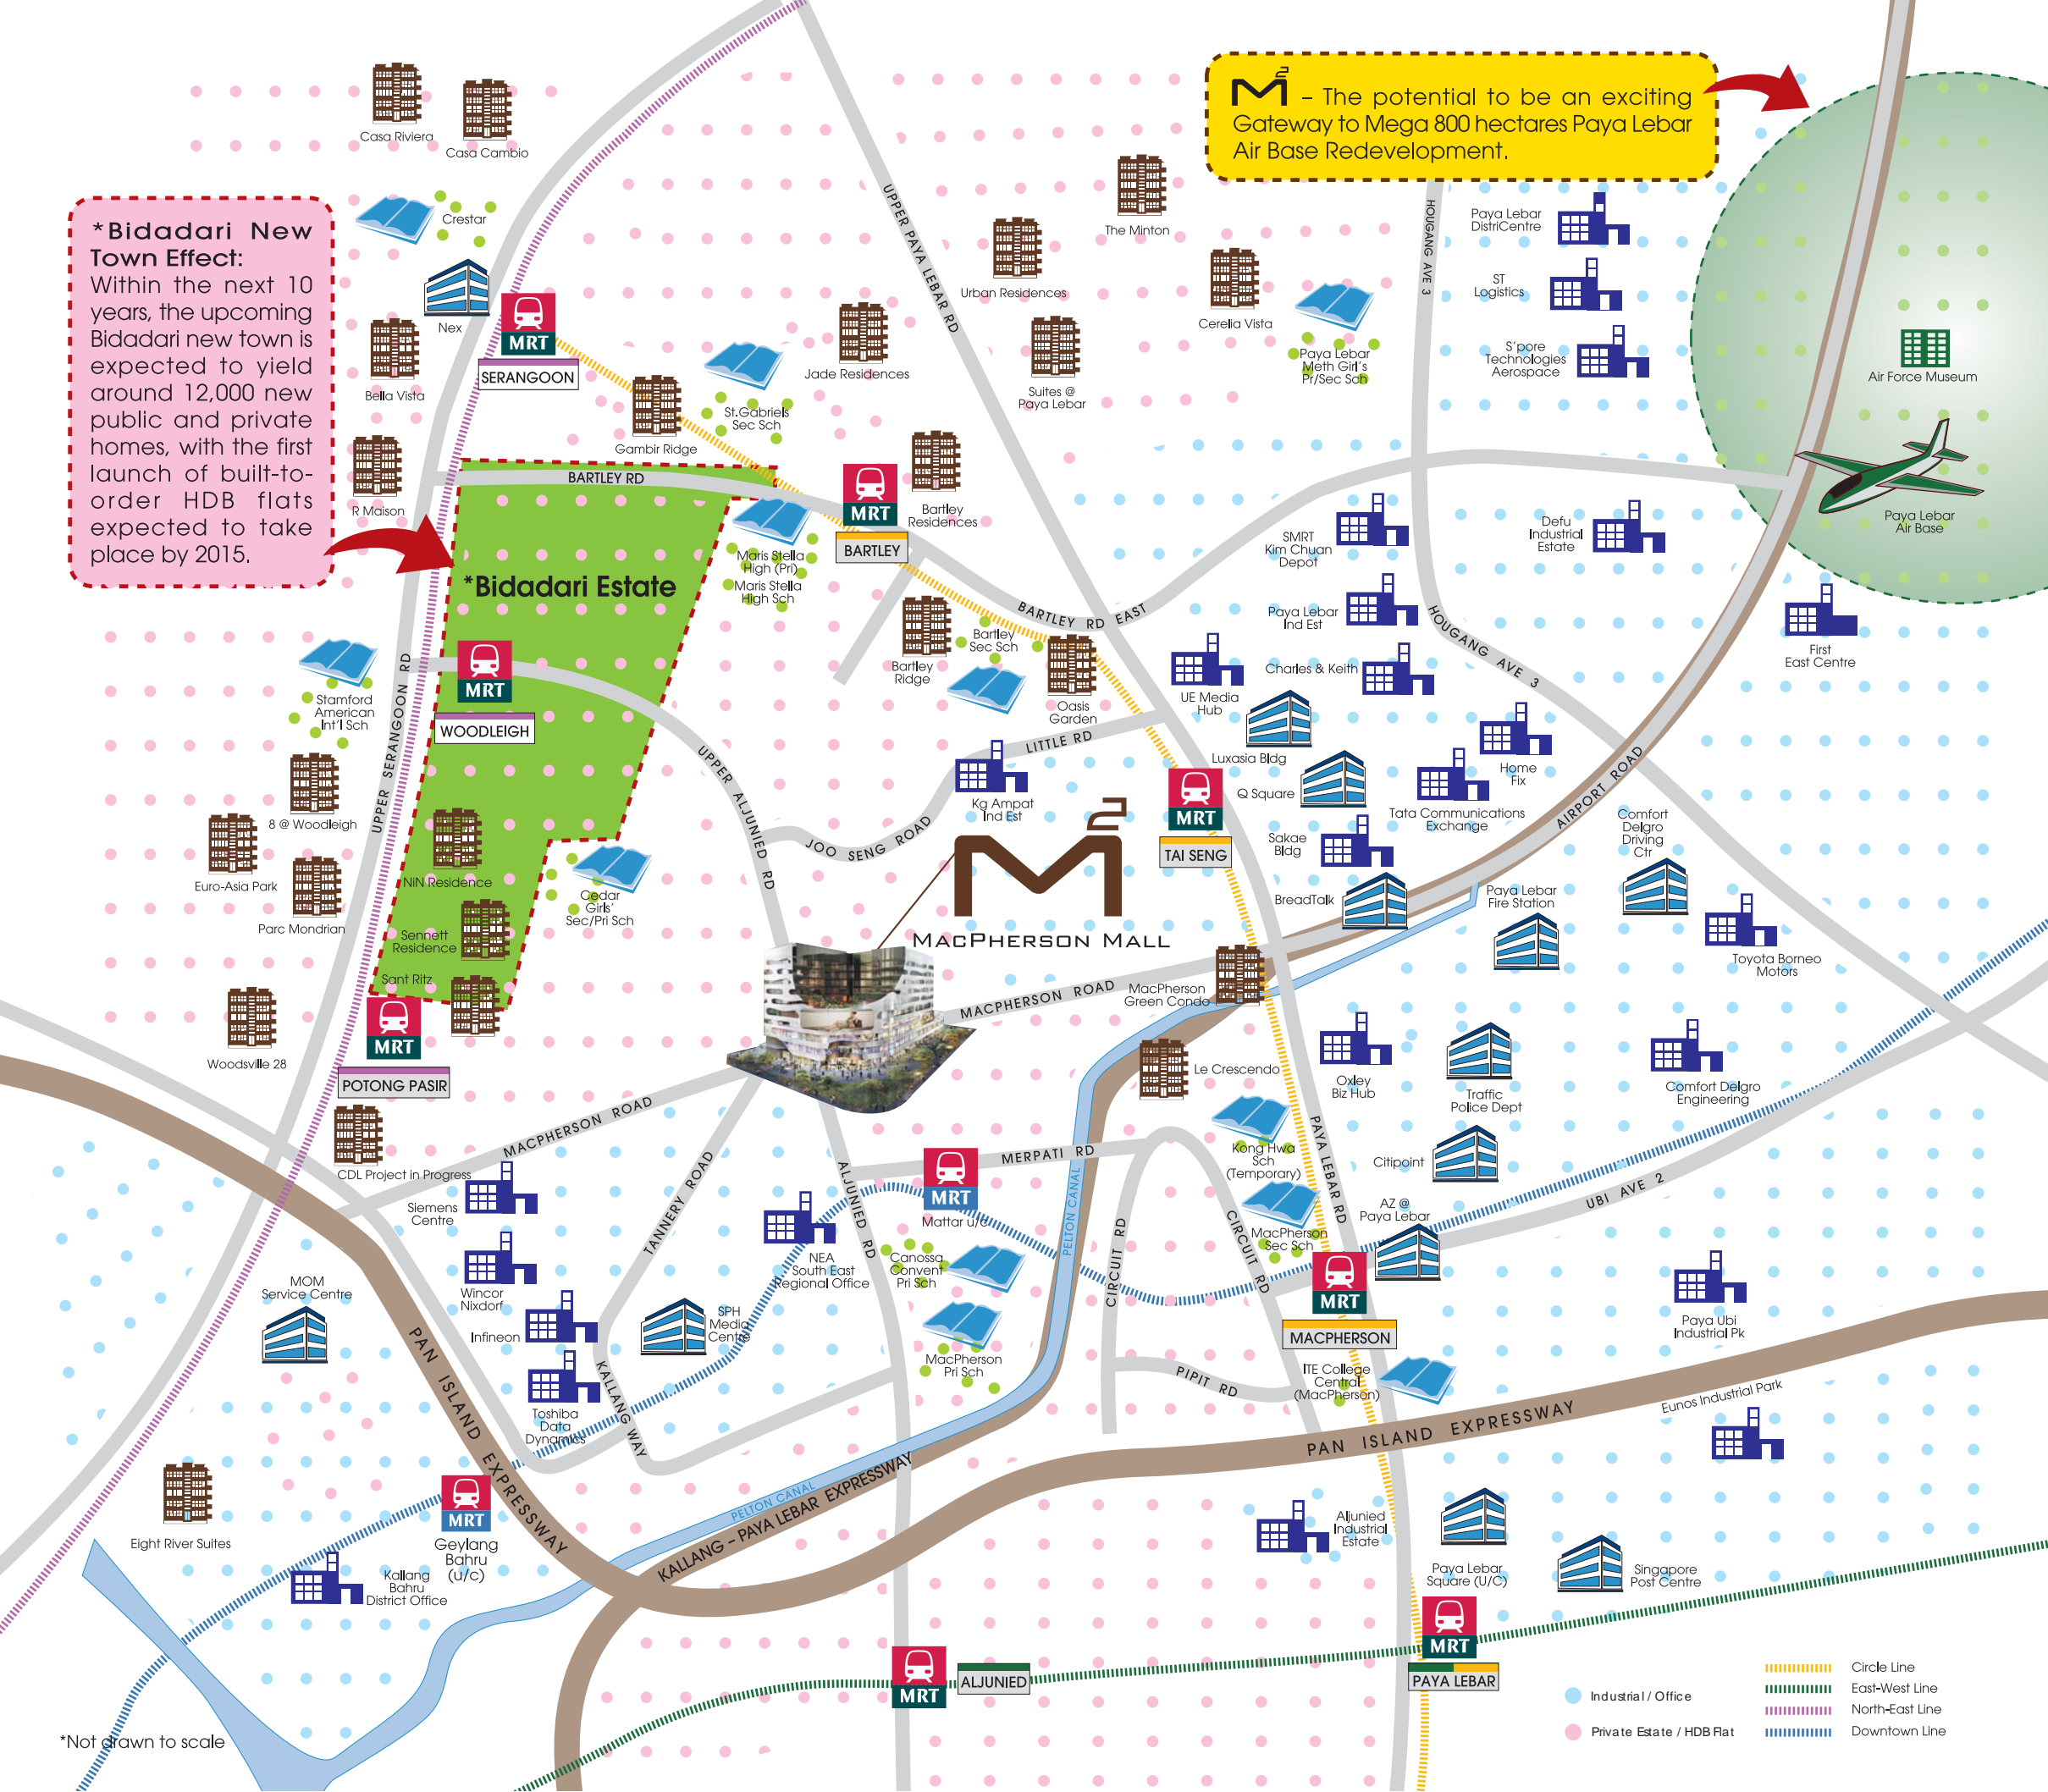 M2 – The potential to be an exciting
Gateway to Mega 800 hectares Paya Lebar
Air Base Redevelopment.
*Bidadari New
Town Effect:
Within the next 10
years, the upcoming
Bidadari new town is
expected to yield
around 12,000 new
public and private
homes, with the first
launch of built-to-
order HDB flats
expected to take
place by 2015.
Casa Riviera
Casa Cambio
Crestar
Nex
MRT
SERANGOON
Bella Vista
R Maison
Gambir Ridge
St.Gabriels
Sec Sch
Jade Residences
UPPER PAYA LEBAR RD
The Minton
Urban Residences
Suites @
Paya Lebar
Cerelia Vista
Paya Lebar
Meth Girl's
Pr/Sec Sch
HOUGANG AVE 3
Paya Lebar
DistriCentre
ST
Logistics
S'pore
Technologies
Aerospace
Air Force Museum
Paya Lebar
Air Base
BARTLEY RD
MRT
BARTLEY
Bartley
Residences
Maris Stella
High (Pri)
Maris Stella
High Sch
*Bidadari Estate
SMRT
Kim Chuan
Depot
Defu
Industrial
Estate
Paya Lebar
Ind Est
First
East Centre
BARTLEY RD EAST
HOUGANG AVE 3
Bartley
Ridge
Bartley
Sec Sch
Oasis
Garden
UE Media
Hub
Charles & Keith
Stamford
American
Int'l Sch
MRT
WOODLEIGH
UPPER SERANGOON RD
UPPER ALJUNIED RD
LITTLE RD
JOO SENG ROAD
Kg Ampat
Ind Est
Luxasia Bldg
Q Square
Home
Fix
Tata Communications
Exchange
AIRPORT ROAD
MRT
TAI SENG
Sakae
Bldg
BreadTalk
Comfort
Delgro
Driving
Ctr
Paya Lebar
Fire Station
Toyota Borneo
Motors
8 @ Woodleigh
Euro-Asia Park
Parc Mondrian
NiN Residence
Sennett
Residence
Sant Ritz
Cedar
Girls'
Sec/Pri Sch
M2
MACPHERSON MALL
MACPHERSON ROAD
MacPherson
Green Condo
Woodsville 28
MRT
POTONG PASIR
CDL Project in Progress
MACPHERSON ROAD
Le Crescendo
Oxley
Biz Hub
Traffic
Police Dept
Comfort Delgro
Engineering
Kong Hwa
Sch
(Temporary)
PAYA LEBAR RD
Citipoint
AZ @
Paya Lebar
UBI AVE 2
MERPATI RD
PELTON CANAL
MRT
Mattar u/c
Siemens
Centre
TANNERY ROAD
ALJUNIED RD
NEA
South East
Regional Office
Canossa
Convent
Pri Sch
CIRCUIT RD
CIRCUIT RD
MacPherson
Sec Sch
MRT
MACPHERSON
Paya Ubi
Industrial Pk
MOM
Service Centre
Wincor
Nixdorf
Infineon
SPH
Media
Centre
MacPherson
Pri Sch
PIPIT RD
ITE College
Central
(MacPherson)
Toshiba
Data
Dynamics
KALLANG WAY
PAN ISLAND EXPRESSWAY
PAN ISLAND EXPRESSWAY
Eunos Industrial Park
PELTON CANAL
KALLANG – PAYA LEBAR EXPRESSWAY
Eight River Suites
MRT
Geylang
Bahru
(u/c)
Kallang
Bahru
District Office
Aljunied
Industrial
Estate
Paya Lebar
Square (U/C)
Singapore
Post Centre
MRT
PAYA LEBAR
MRT
ALJUNIED
Industrial / Office
Private Estate / HDB Flat
Circle Line
East-West Line
North-East Line
Downtown Line
*Not drawn to scale